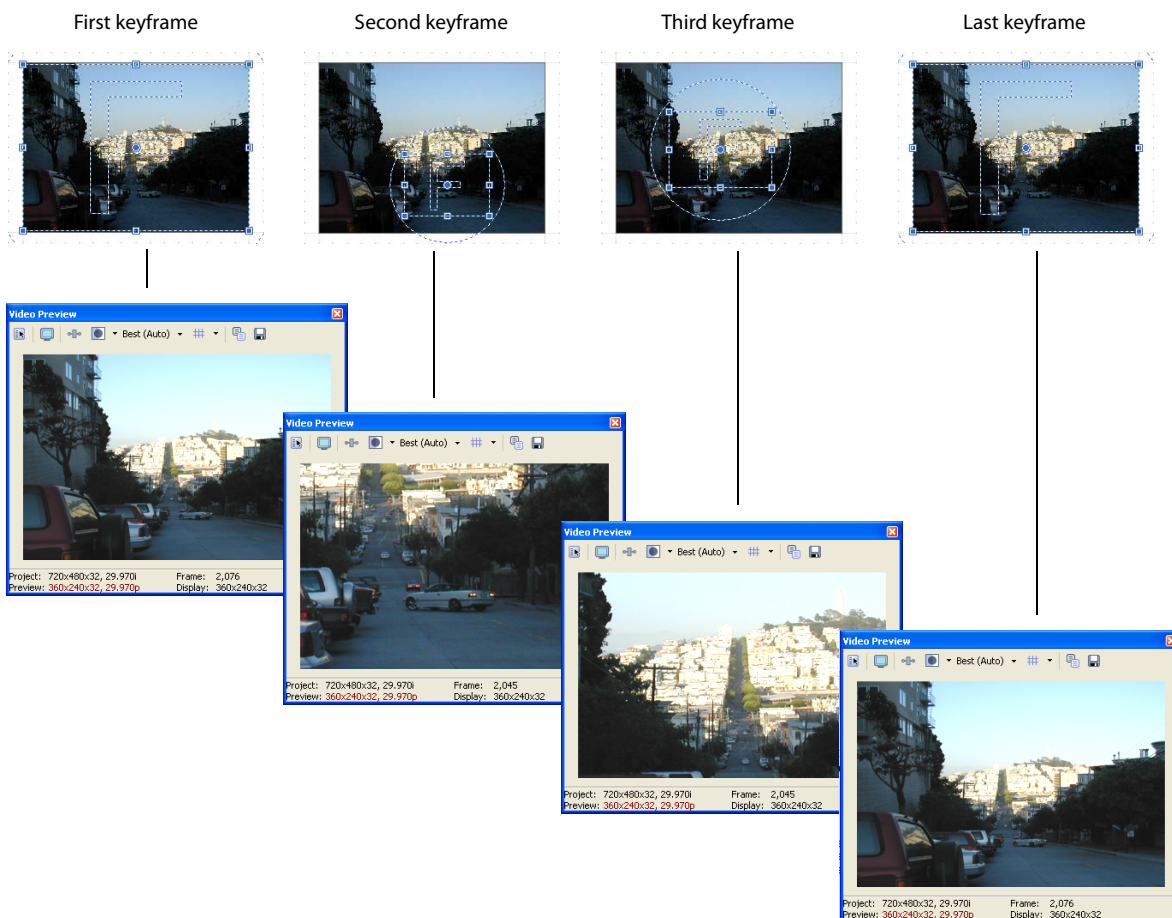 First keyframe
Second keyframe
Third keyframe
Last keyframe
Video Preview
Best (Auto)
Project: 720x480x32, 29.970i Frame: 2,076
Preview: 360x240x32, 29.970p Display: 360x240x32
Video Preview
Best (Auto)
Project: 720x480x32, 29.970i Frame: 2,045
Preview: 360x240x32, 29.970p Display: 360x240x32
Video Preview
Best (Auto)
Project: 720x480x32, 29.970i Frame: 2,045
Preview: 360x240x32, 29.970p Display: 360x240x32
Video Preview
Best (Auto)
Project: 720x480x32, 29.970i Frame: 2,076
Preview: 360x240x32, 29.970p Display: 360x240x32